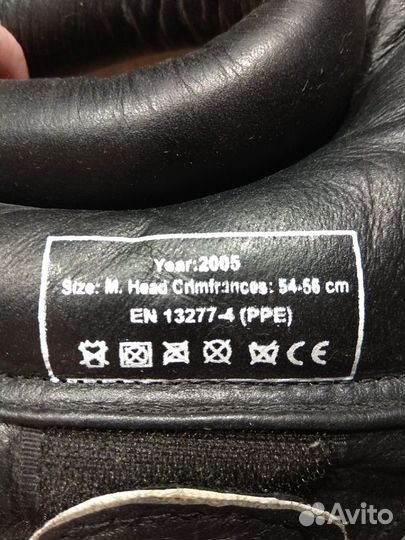 Year:2005
Size: M. Head Crimfrances: 54-56 cm
EN 13277-4 (PPE)
CE
Avito